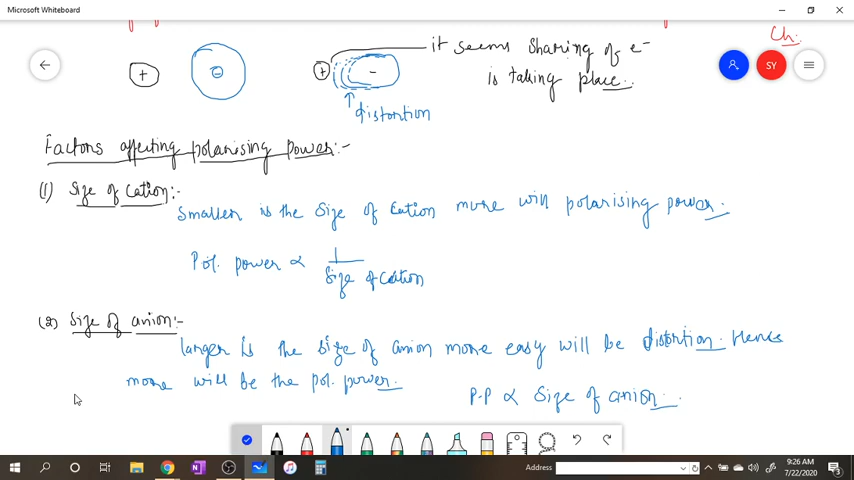 Microsoft Whiteboard
Ch.
it seems sharing of e-
is taking place.
+
-
+
-
SY
distortion
Factors affecting polarising power:-
(1) Size of Cation:-
Smaller is the size of Cation more will polarising power.
Pol. power ∝ 1
Size of Cation
(2) Size of anion:-
larger is the size of anion more easy will be distortion. Hence
more will be the pol. power.
P.P ∝ Size of anion.
Address
9:26 AM
7/22/2020
3